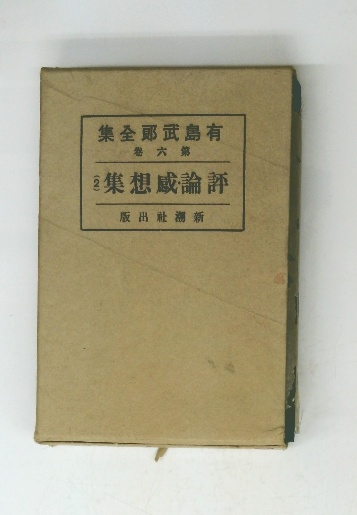 有島武郎全集
第六卷
評論·感想集(2)
新潮社出版